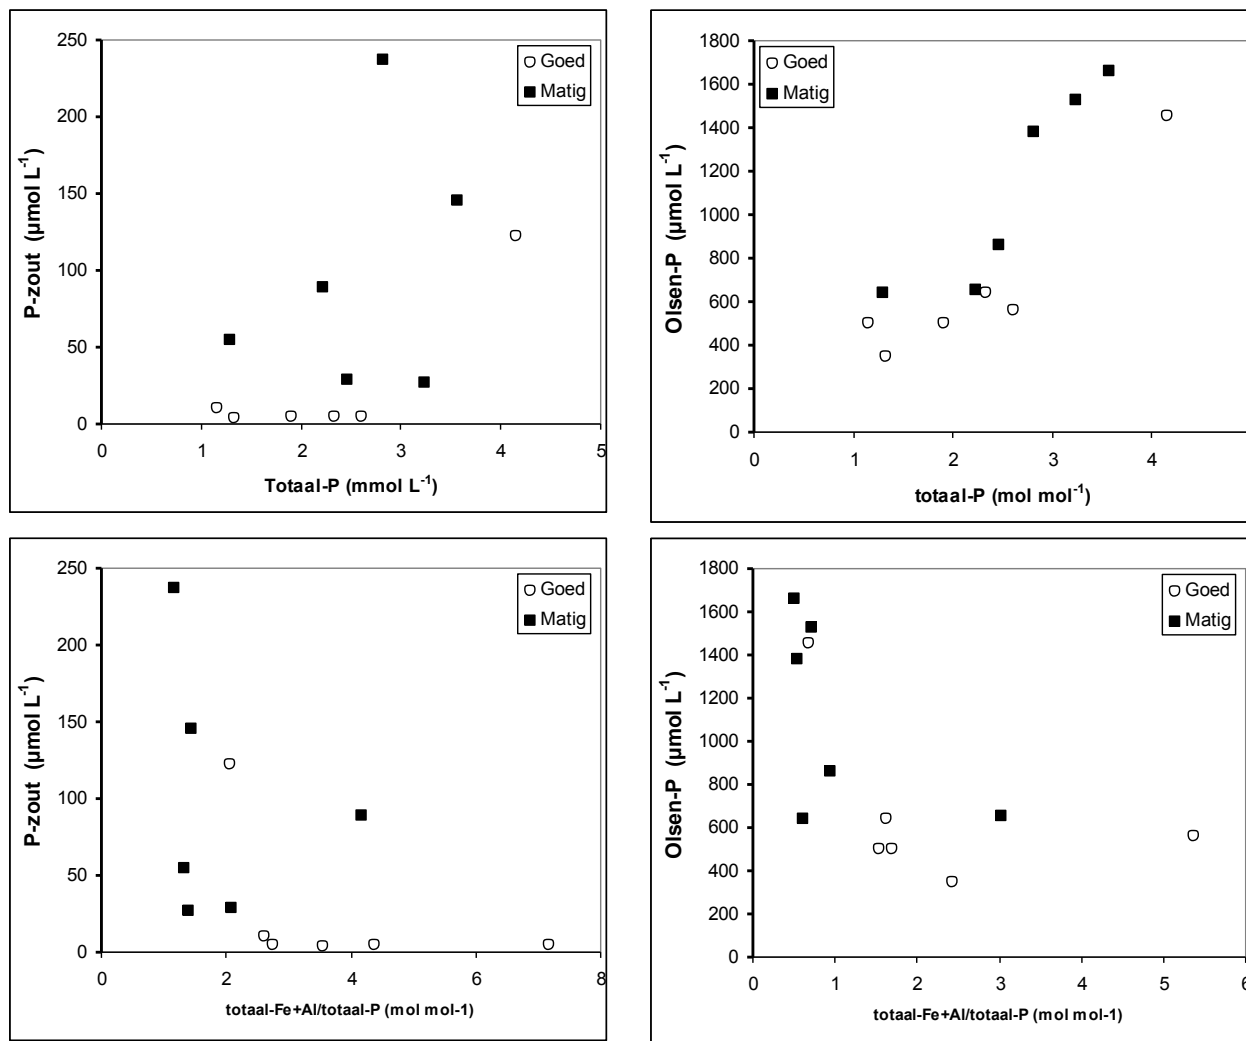 250
200
150
100
50
0
P-zout (µmol L-1)
Goed
Matig
0 1 2 3 4 5
Totaal-P (mmol L-1)
1800
1600
1400
1200
1000
800
600
400
200
0
Olsen-P (µmol L-1)
Goed
Matig
0 1 2 3 4
totaal-P (mol mol-1)
250
200
150
100
50
0
P-zout (µmol L-1)
Goed
Matig
0 2 4 6 8
totaal-Fe+Al/totaal-P (mol mol-1)
1800
1600
1400
1200
1000
800
600
400
200
0
Olsen-P (µmol L-1)
Goed
Matig
0 1 2 3 4 5 6
totaal-Fe+Al/totaal-P (mol mol-1)